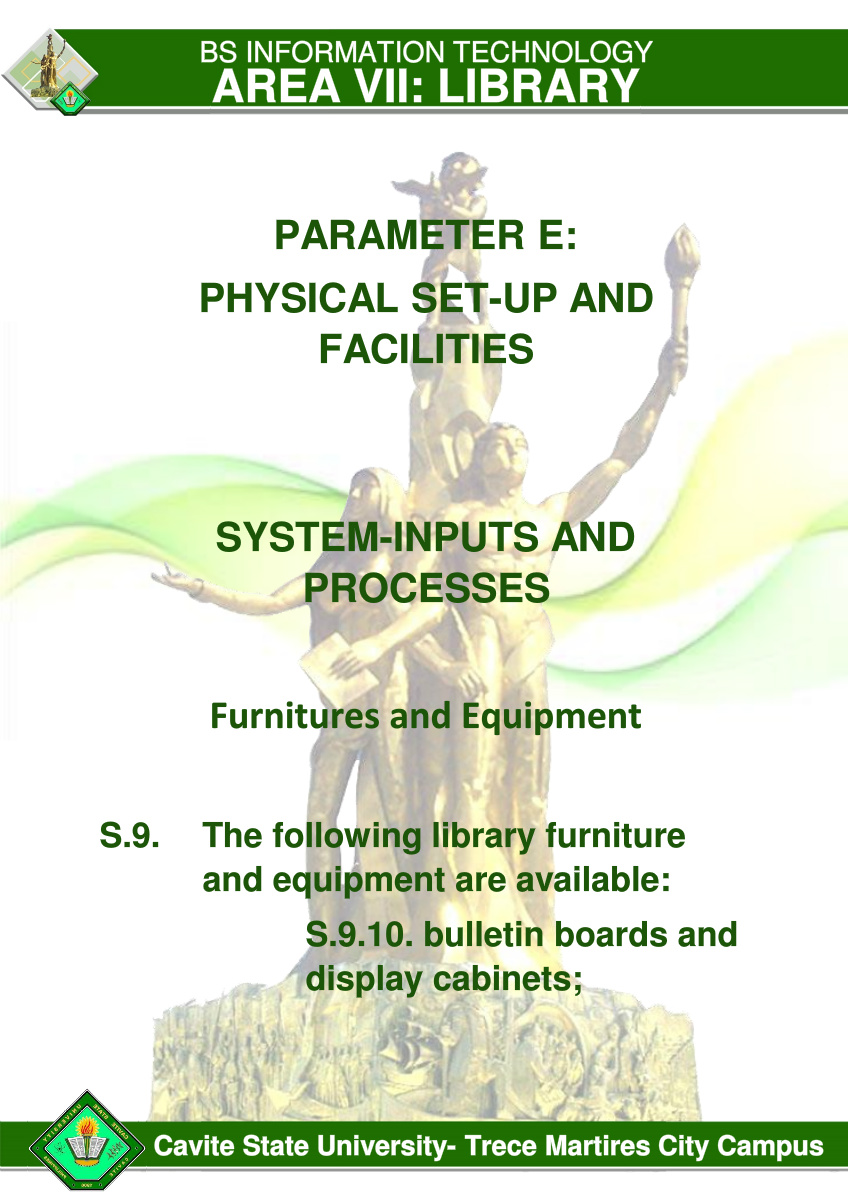 BS INFORMATION TECHNOLOGY
AREA VII: LIBRARY
PARAMETER E:
PHYSICAL SET-UP AND
FACILITIES
SYSTEM-INPUTS AND
PROCESSES
Furnitures and Equipment
S.9. The following library furniture
and equipment are available:
S.9.10. bulletin boards and
display cabinets;
Cavite State University- Trece Martires City Campus